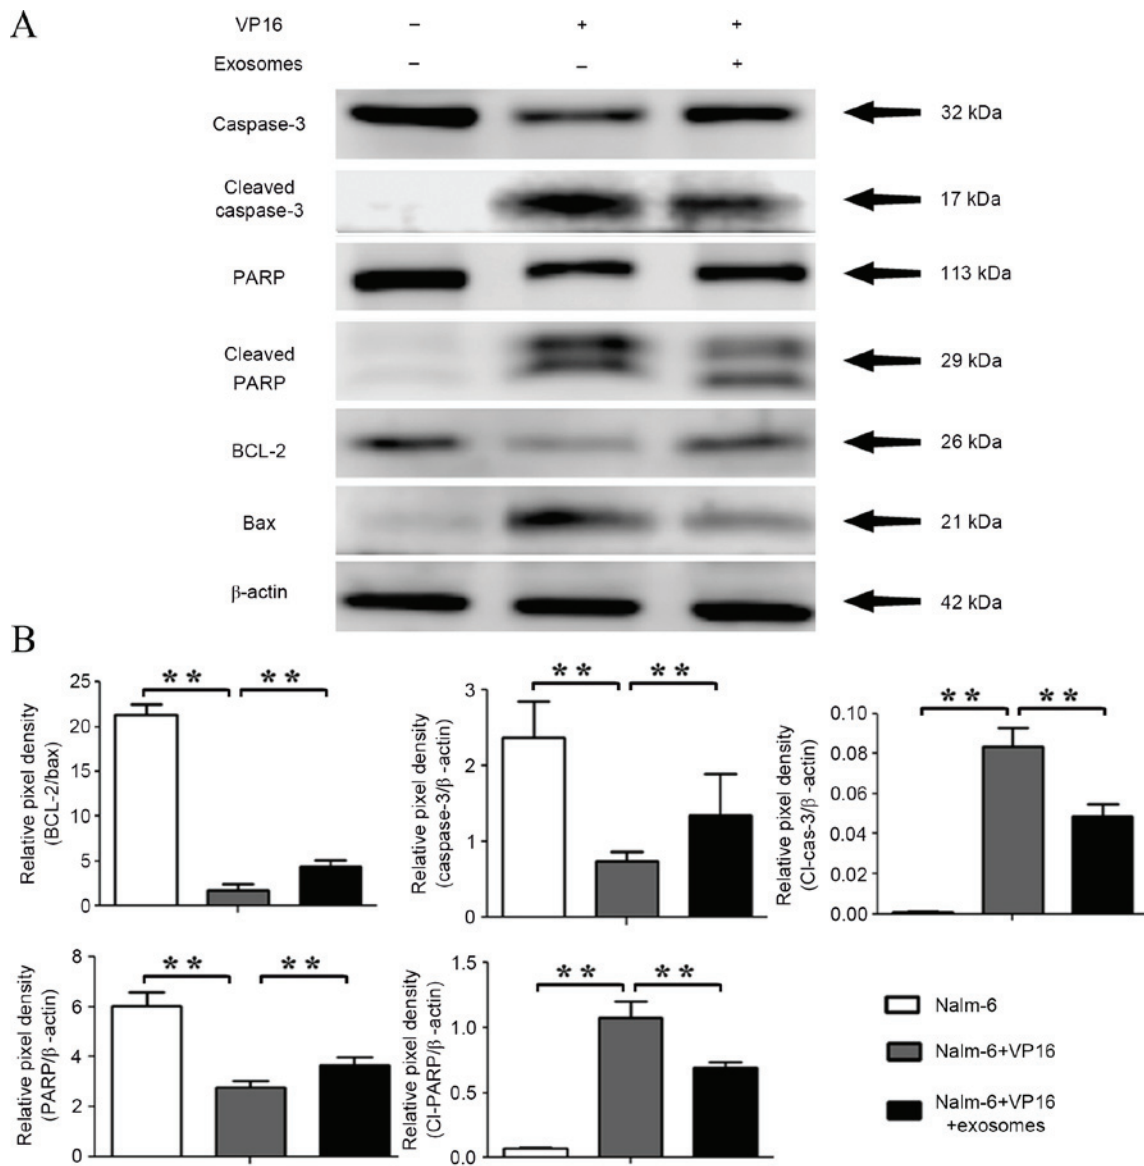 A
VP16 – + +
Exosomes – – +
Caspase-3 32 kDa
Cleaved
caspase-3 17 kDa
PARP 113 kDa
Cleaved
PARP 29 kDa
BCL-2 26 kDa
Bax 21 kDa
β-actin 42 kDa
B
Relative pixel density
(BCL-2/bax)
25
20
15
10
5
0
* *
* *
Relative pixel density
(caspase-3/β -actin)
3
2
1
0
* *
* *
Relative pixel density
(Cl-cas-3/β -actin)
0.10
0.08
0.06
0.04
0.02
0.00
* *
* *
Relative pixel density
(PARP/β -actin)
8
6
4
2
0
* *
* *
Relative pixel density
(Cl-PARP/β -actin)
1.5
1.0
0.5
0.0
* *
* *
Nalm-6
Nalm-6+VP16
Nalm-6+VP16
+exosomes